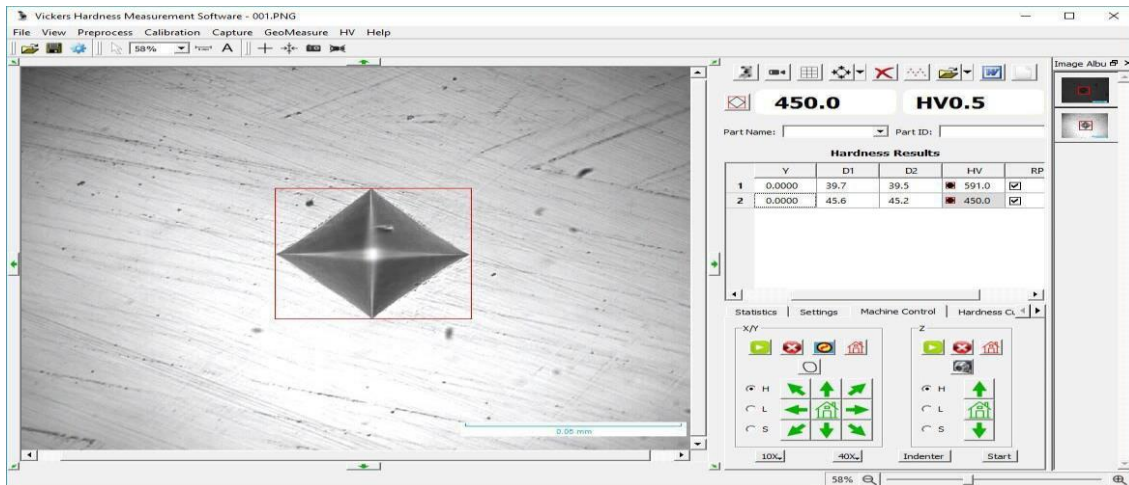 Vickers Hardness Measurement Software - 001.PNG
File View Preprocess Calibration Capture GeoMeasure HV Help
58% A
Image Albu
450.0 HV0.5
Part Name: Part ID:
Hardness Results
Y D1 D2 HV RP
1 0.0000 39.7 39.5 591.0
2 0.0000 45.6 45.2 450.0
0.05 mm
Statistics Settings Machine Control Hardness Cu
X/Y Z
H H
L L
S S
10X 40X Indenter Start
58%